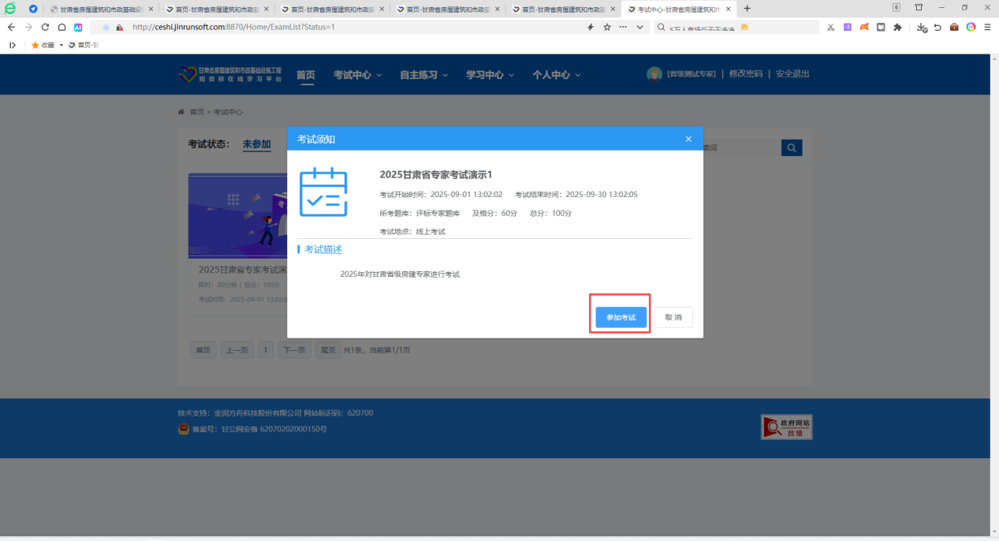 甘肃省房屋建筑和市政基础设
首页-甘肃省房屋建筑和市政基
首页-甘肃省房屋建筑和市政基
首页-甘肃省房屋建筑和市政基
首页-甘肃省房屋建筑和市政基
考试中心-甘肃省房屋建筑和市
6
http://ceshi.jinrunsoft.com:8870/Home/ExamList?Status=1
热
收藏
首页-甘
甘肃省房屋建筑和市政基础设施工程
招投标在线学习平台
首页 考试中心 自主练习 学习中心 个人中心
[省级测试专家] | 修改密码 | 安全退出
首页 > 考试中心
考试状态： 未参加
索词
考试须知
2025甘肃省专家考试演示1
考试开始时间：2025-09-01 13:02:02 考试结束时间：2025-09-30 13:02:05
所考题库：评标专家题库 及格分：60分 总分：100分
考试地点：线上考试
考试描述
2025年对甘肃省级房建专家进行考试
参加考试 取消
考
2025甘肃省专家考试演
限时：20分钟 | 总分：100分
考试时间：2025-09-01 13:02:0
首页 上一页 1 下一页 尾页 共1条，当前第1/1页
技术支持：金润方舟科技股份有限公司 网站标识码：620700
备案号：甘公网安备 62070202000150号
政府网站
找错